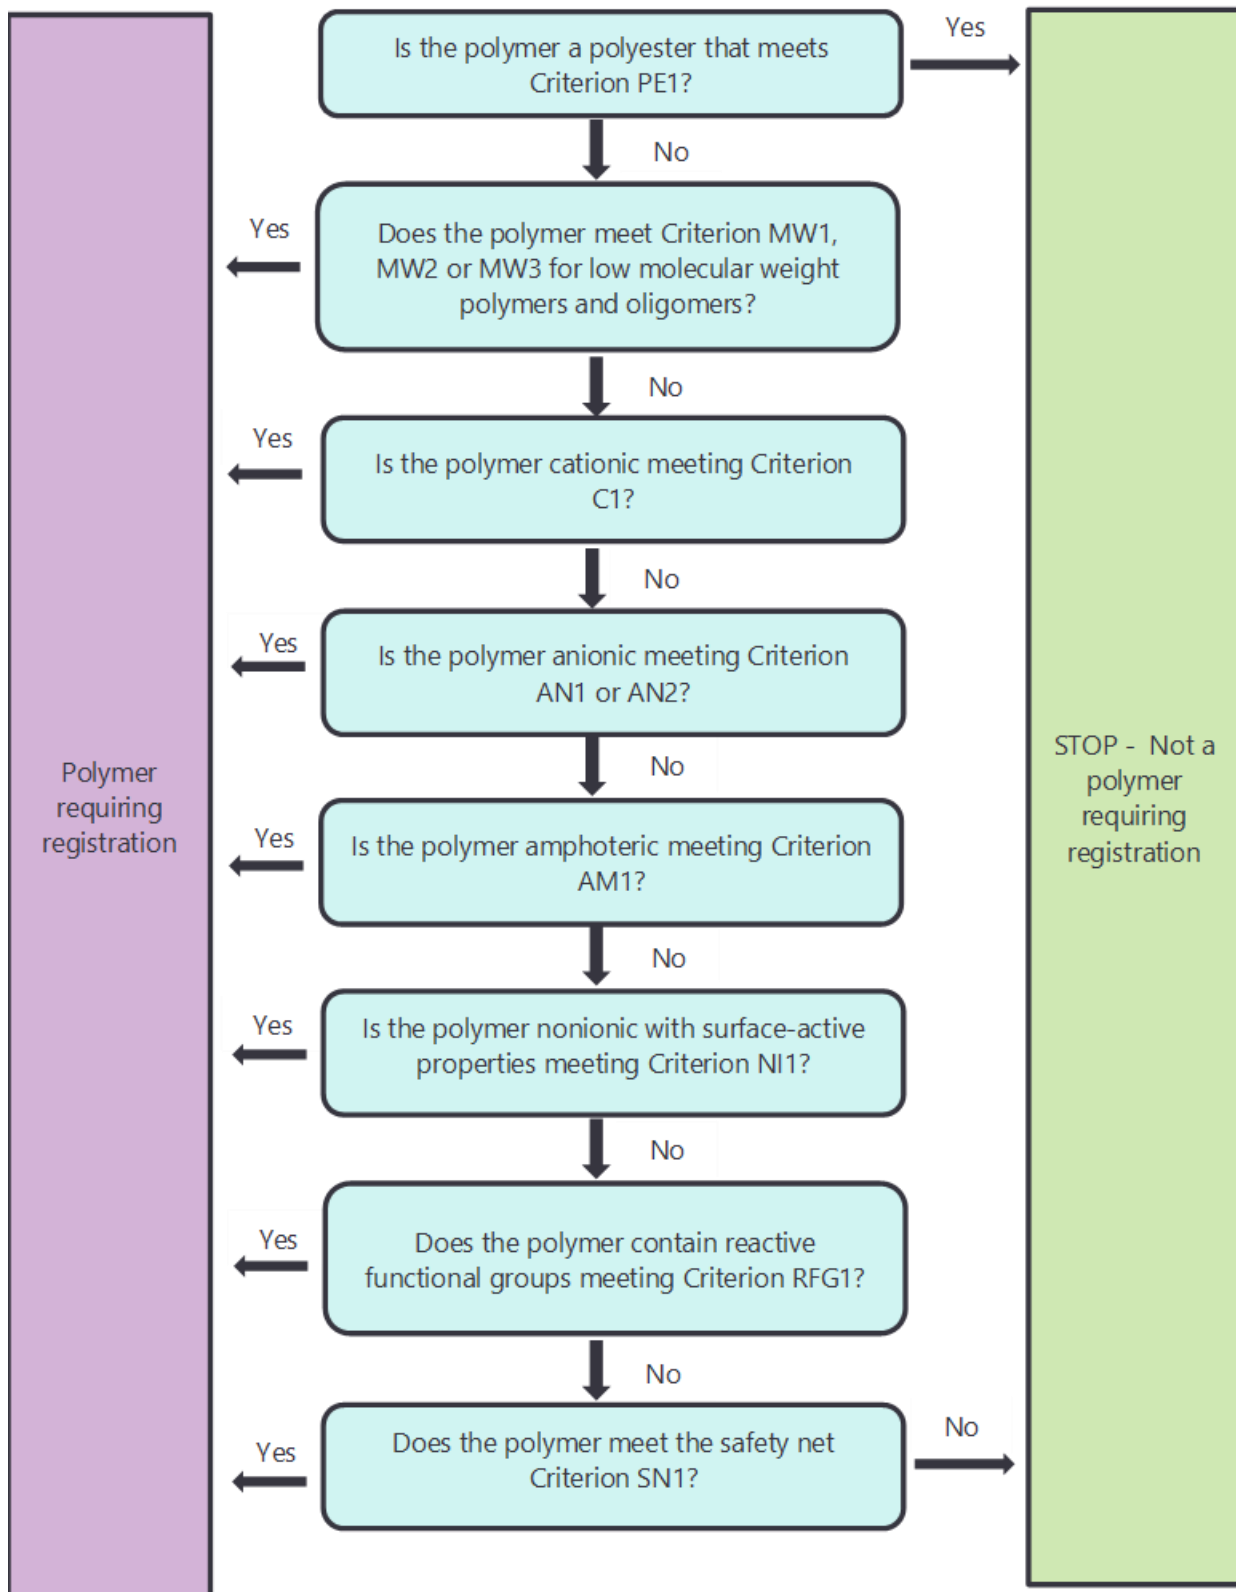 Is the polymer a polyester that meets
Criterion PE1?
Yes
No
Does the polymer meet Criterion MW1,
MW2 or MW3 for low molecular weight
polymers and oligomers?
Yes
No
Is the polymer cationic meeting Criterion
C1?
Yes
No
Is the polymer anionic meeting Criterion
AN1 or AN2?
Yes
No
Is the polymer amphoteric meeting Criterion
AM1?
Yes
No
Is the polymer nonionic with surface-active
properties meeting Criterion NI1?
Yes
No
Does the polymer contain reactive
functional groups meeting Criterion RFG1?
Yes
No
Does the polymer meet the safety net
Criterion SN1?
Yes
No
Polymer
requiring
registration
STOP - Not a
polymer
requiring
registration